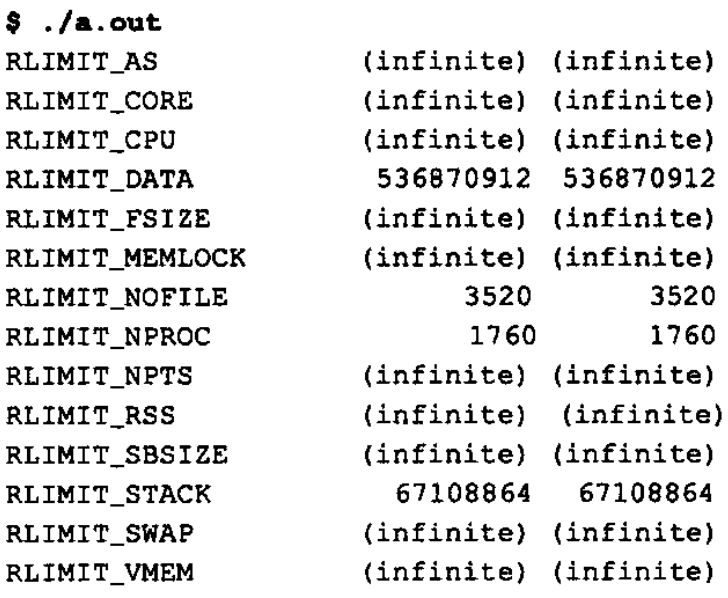 $ ./a.out
RLIMIT_AS (infinite) (infinite)
RLIMIT_CORE (infinite) (infinite)
RLIMIT_CPU (infinite) (infinite)
RLIMIT_DATA 536870912 536870912
RLIMIT_FSIZE (infinite) (infinite)
RLIMIT_MEMLOCK (infinite) (infinite)
RLIMIT_NOFILE 3520 3520
RLIMIT_NPROC 1760 1760
RLIMIT_NPTS (infinite) (infinite)
RLIMIT_RSS (infinite) (infinite)
RLIMIT_SBSIZE (infinite) (infinite)
RLIMIT_STACK 67108864 67108864
RLIMIT_SWAP (infinite) (infinite)
RLIMIT_VMEM (infinite) (infinite)